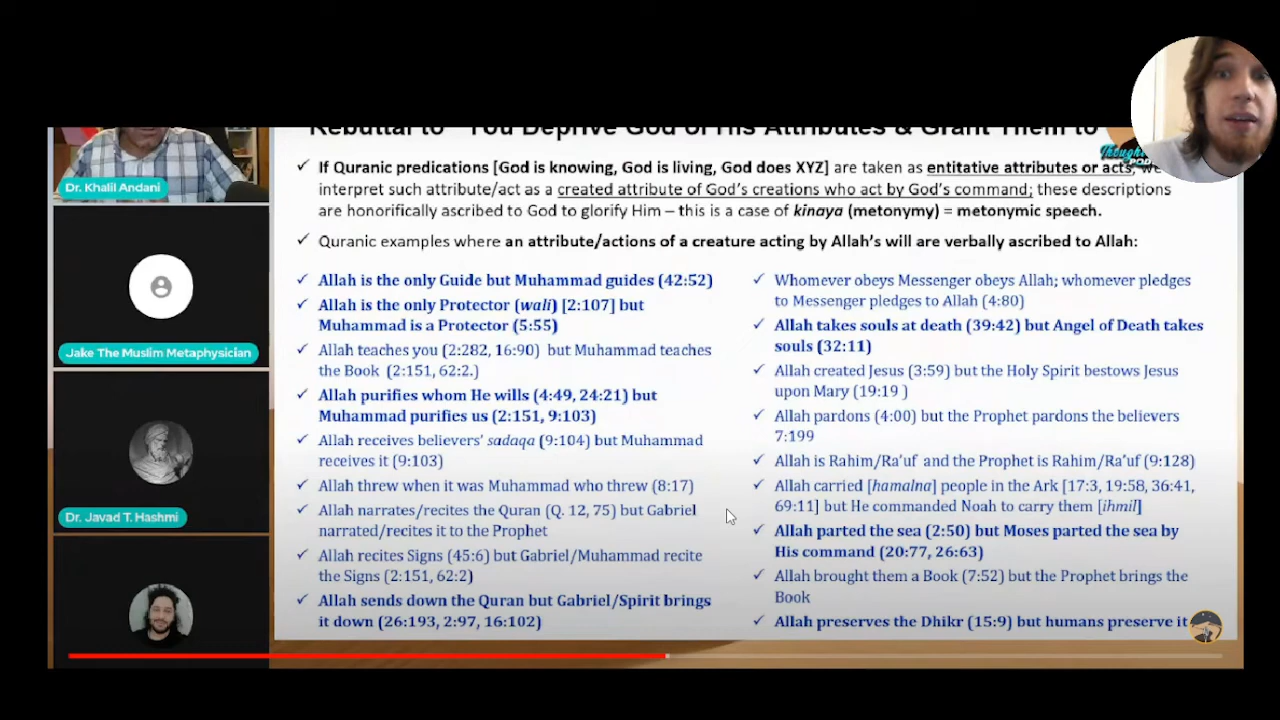 Dr. Khalil Andani
Jake The Muslim Metaphysician
Dr. Javad T. Hashmi
Rebuttal to "You Deprive God of His Attributes & Grant Them to
✓ If Quranic predications [God is knowing, God is living, God does XYZ] are taken as entitative attributes or acts, we
interpret such attribute/act as a created attribute of God's creations who act by God's command; these descriptions
are honorifically ascribed to God to glorify Him – this is a case of kinaya (metonymy) = metonymic speech.
✓ Quranic examples where an attribute/actions of a creature acting by Allah's will are verbally ascribed to Allah:
✓ Allah is the only Guide but Muhammad guides (42:52)
✓ Allah is the only Protector (wali) [2:107] but
Muhammad is a Protector (5:55)
✓ Allah teaches you (2:282, 16:90) but Muhammad teaches
the Book (2:151, 62:2.)
✓ Allah purifies whom He wills (4:49, 24:21) but
Muhammad purifies us (2:151, 9:103)
✓ Allah receives believers' sadaqa (9:104) but Muhammad
receives it (9:103)
✓ Allah threw when it was Muhammad who threw (8:17)
✓ Allah narrates/recites the Quran (Q. 12, 75) but Gabriel
narrated/recites it to the Prophet
✓ Allah recites Signs (45:6) but Gabriel/Muhammad recite
the Signs (2:151, 62:2)
✓ Allah sends down the Quran but Gabriel/Spirit brings
it down (26:193, 2:97, 16:102)
✓ Whomever obeys Messenger obeys Allah; whomever pledges
to Messenger pledges to Allah (4:80)
✓ Allah takes souls at death (39:42) but Angel of Death takes
souls (32:11)
✓ Allah created Jesus (3:59) but the Holy Spirit bestows Jesus
upon Mary (19:19 )
✓ Allah pardons (4:00) but the Prophet pardons the believers
7:199
✓ Allah is Rahim/Ra'uf and the Prophet is Rahim/Ra'uf (9:128)
✓ Allah carried [hamalna] people in the Ark [17:3, 19:58, 36:41,
69:11] but He commanded Noah to carry them [ihmil]
✓ Allah parted the sea (2:50) but Moses parted the sea by
His command (20:77, 26:63)
✓ Allah brought them a Book (7:52) but the Prophet brings the
Book
✓ Allah preserves the Dhikr (15:9) but humans preserve it